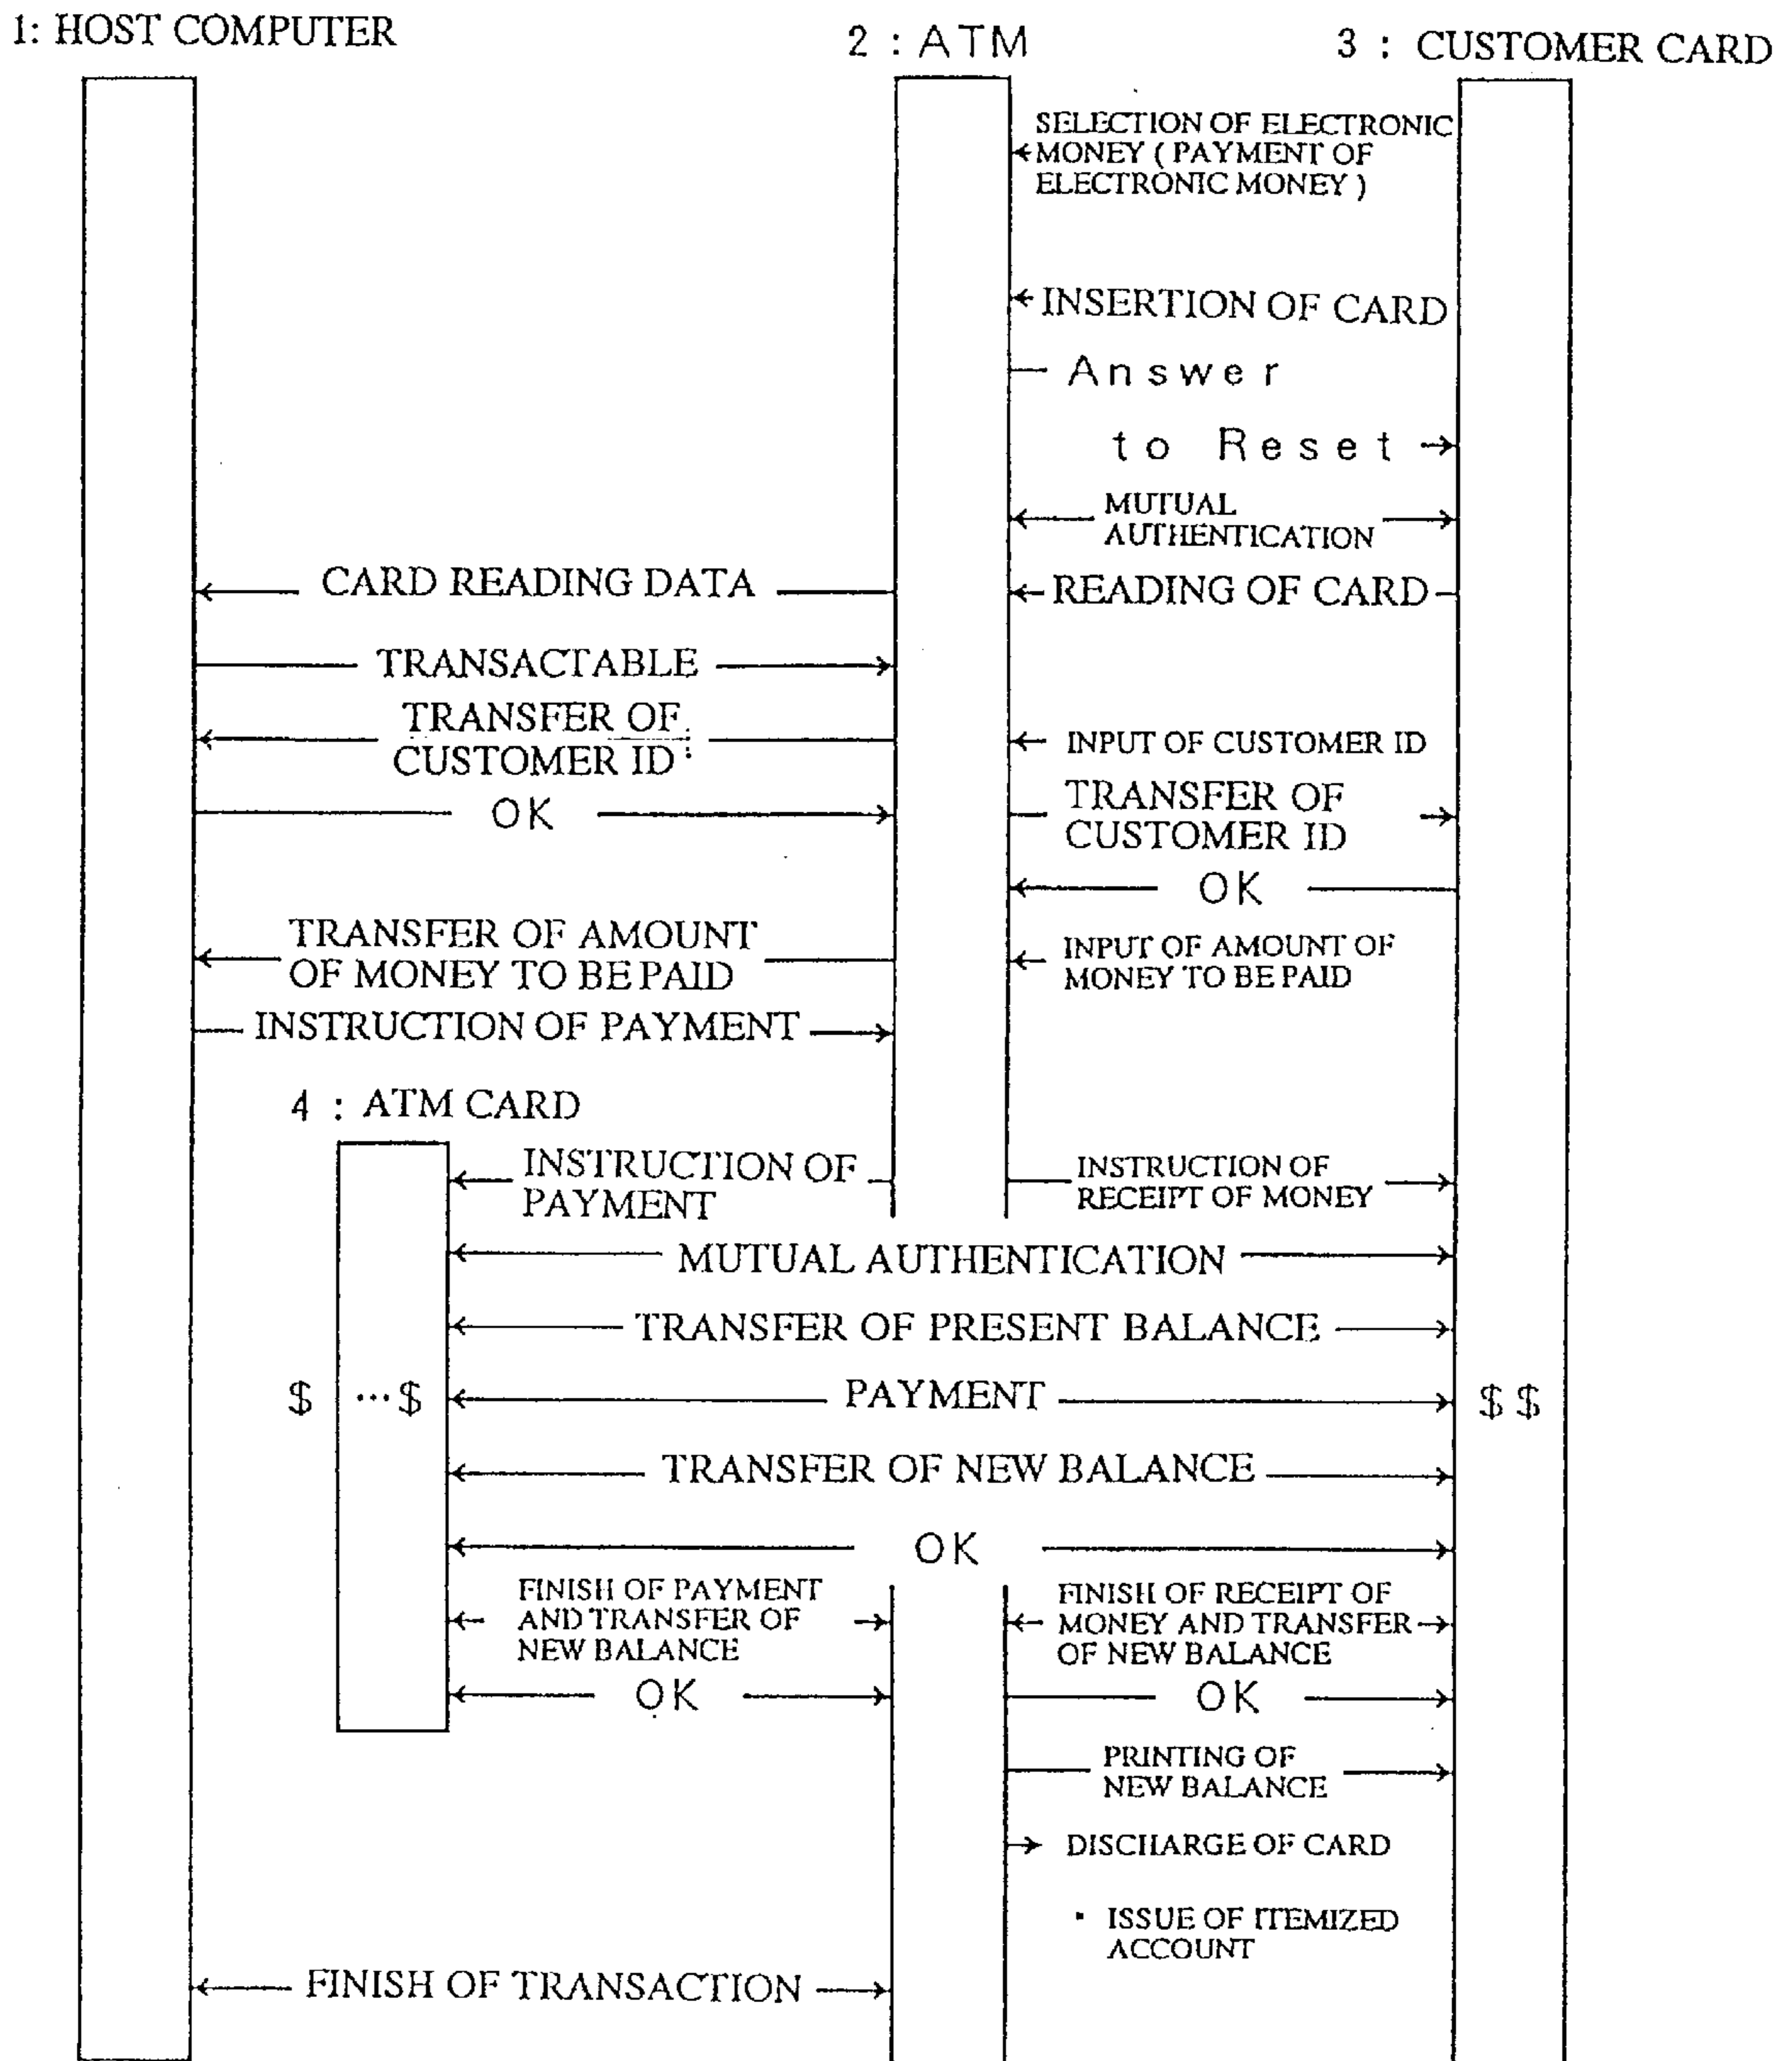 1: HOST COMPUTER
2 : ATM
3 : CUSTOMER CARD
SELECTION OF ELECTRONIC
MONEY ( PAYMENT OF
ELECTRONIC MONEY )
INSERTION OF CARD
Answer
to Reset
MUTUAL
AUTHENTICATION
CARD READING DATA
READING OF CARD
TRANSACTABLE
TRANSFER OF
CUSTOMER ID
INPUT OF CUSTOMER ID
OK
TRANSFER OF
CUSTOMER ID
OK
TRANSFER OF AMOUNT
OF MONEY TO BE PAID
INPUT OF AMOUNT OF
MONEY TO BE PAID
INSTRUCTION OF PAYMENT
4 : ATM CARD
INSTRUCTION OF
PAYMENT
INSTRUCTION OF
RECEIPT OF MONEY
MUTUAL AUTHENTICATION
TRANSFER OF PRESENT BALANCE
$ ...$
PAYMENT
$ $
TRANSFER OF NEW BALANCE
OK
FINISH OF PAYMENT
AND TRANSFER OF
NEW BALANCE
FINISH OF RECEIPT OF
MONEY AND TRANSFER
OF NEW BALANCE
OK
OK
PRINTING OF
NEW BALANCE
DISCHARGE OF CARD
▪ ISSUE OF ITEMIZED
ACCOUNT
FINISH OF TRANSACTION